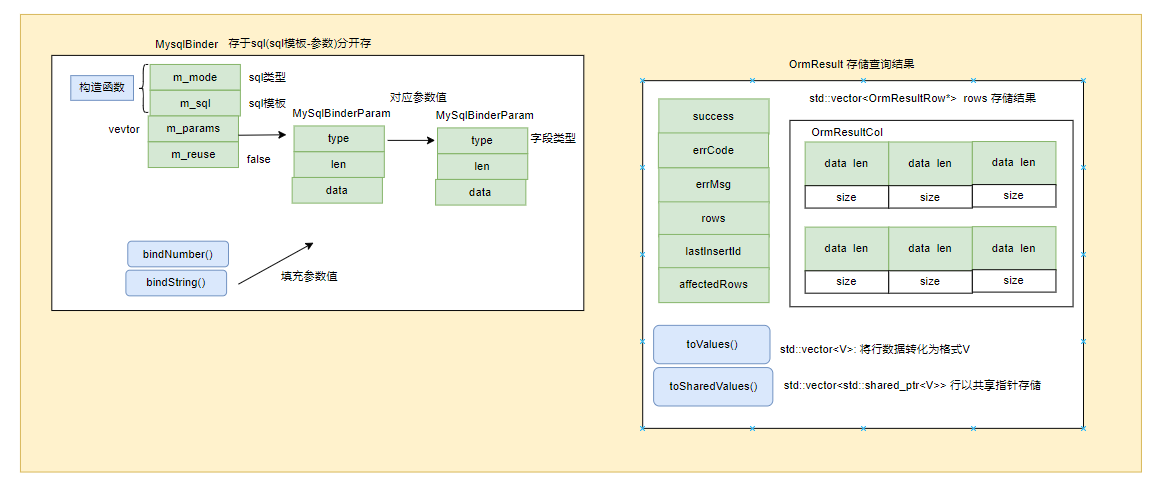 MysqlBinder 存于sql(sql模板-参数)分开存
构造函数
m_mode
sql类型
m_sql
sql模板
vevtor
m_params
m_reuse
false
对应参数值
MySqlBinderParam
type
len
data
MySqlBinderParam
type
字段类型
len
data
bindNumber()
bindString()
填充参数值
OrmResult 存储查询结果
success
errCode
errMsg
rows
lastInsertId
affectedRows
std::vector<OrmResultRow*> rows 存储结果
OrmResultCol
data len data len data len
size size size
data len data len data len
size size size
toValues()
std::vector<V>: 将行数据转化为格式V
toSharedValues()
std::vector<std::shared_ptr<V>> 行以共享指针存储